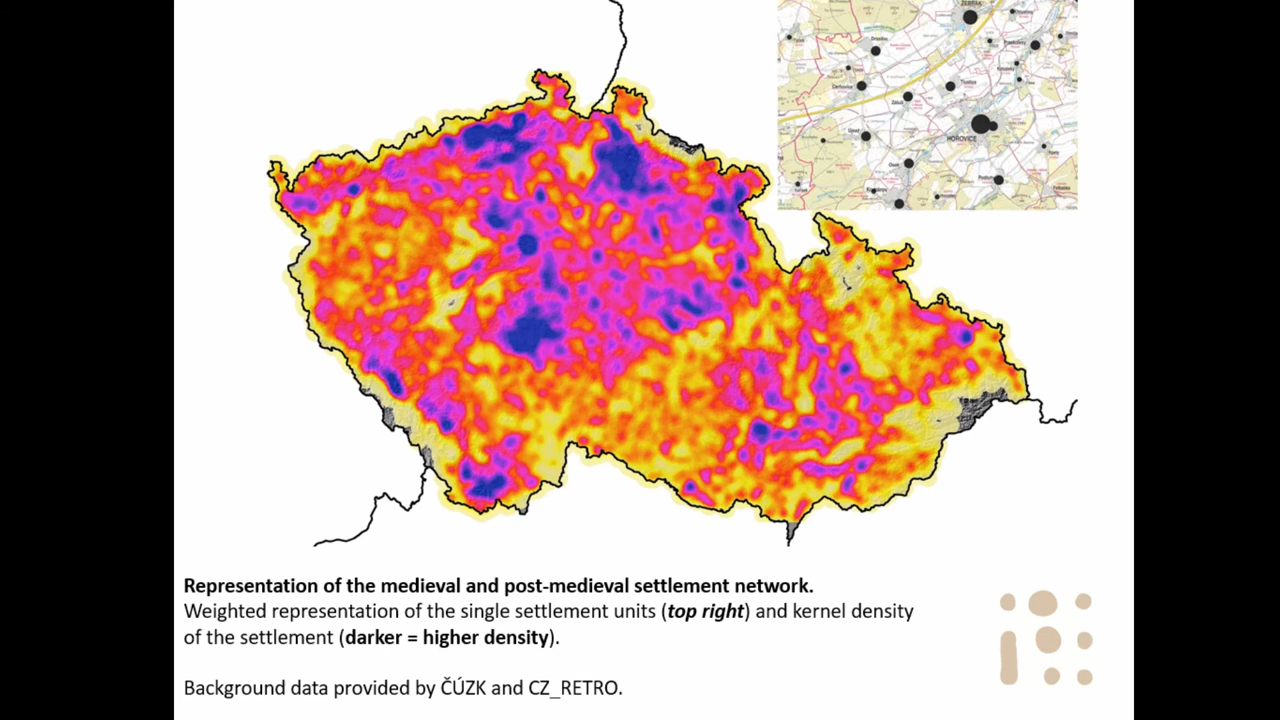 HOŘOVICE
Representation of the medieval and post-medieval settlement network.
Weighted representation of the single settlement units (top right) and kernel density
of the settlement (darker = higher density).
Background data provided by ČÚZK and CZ_RETRO.